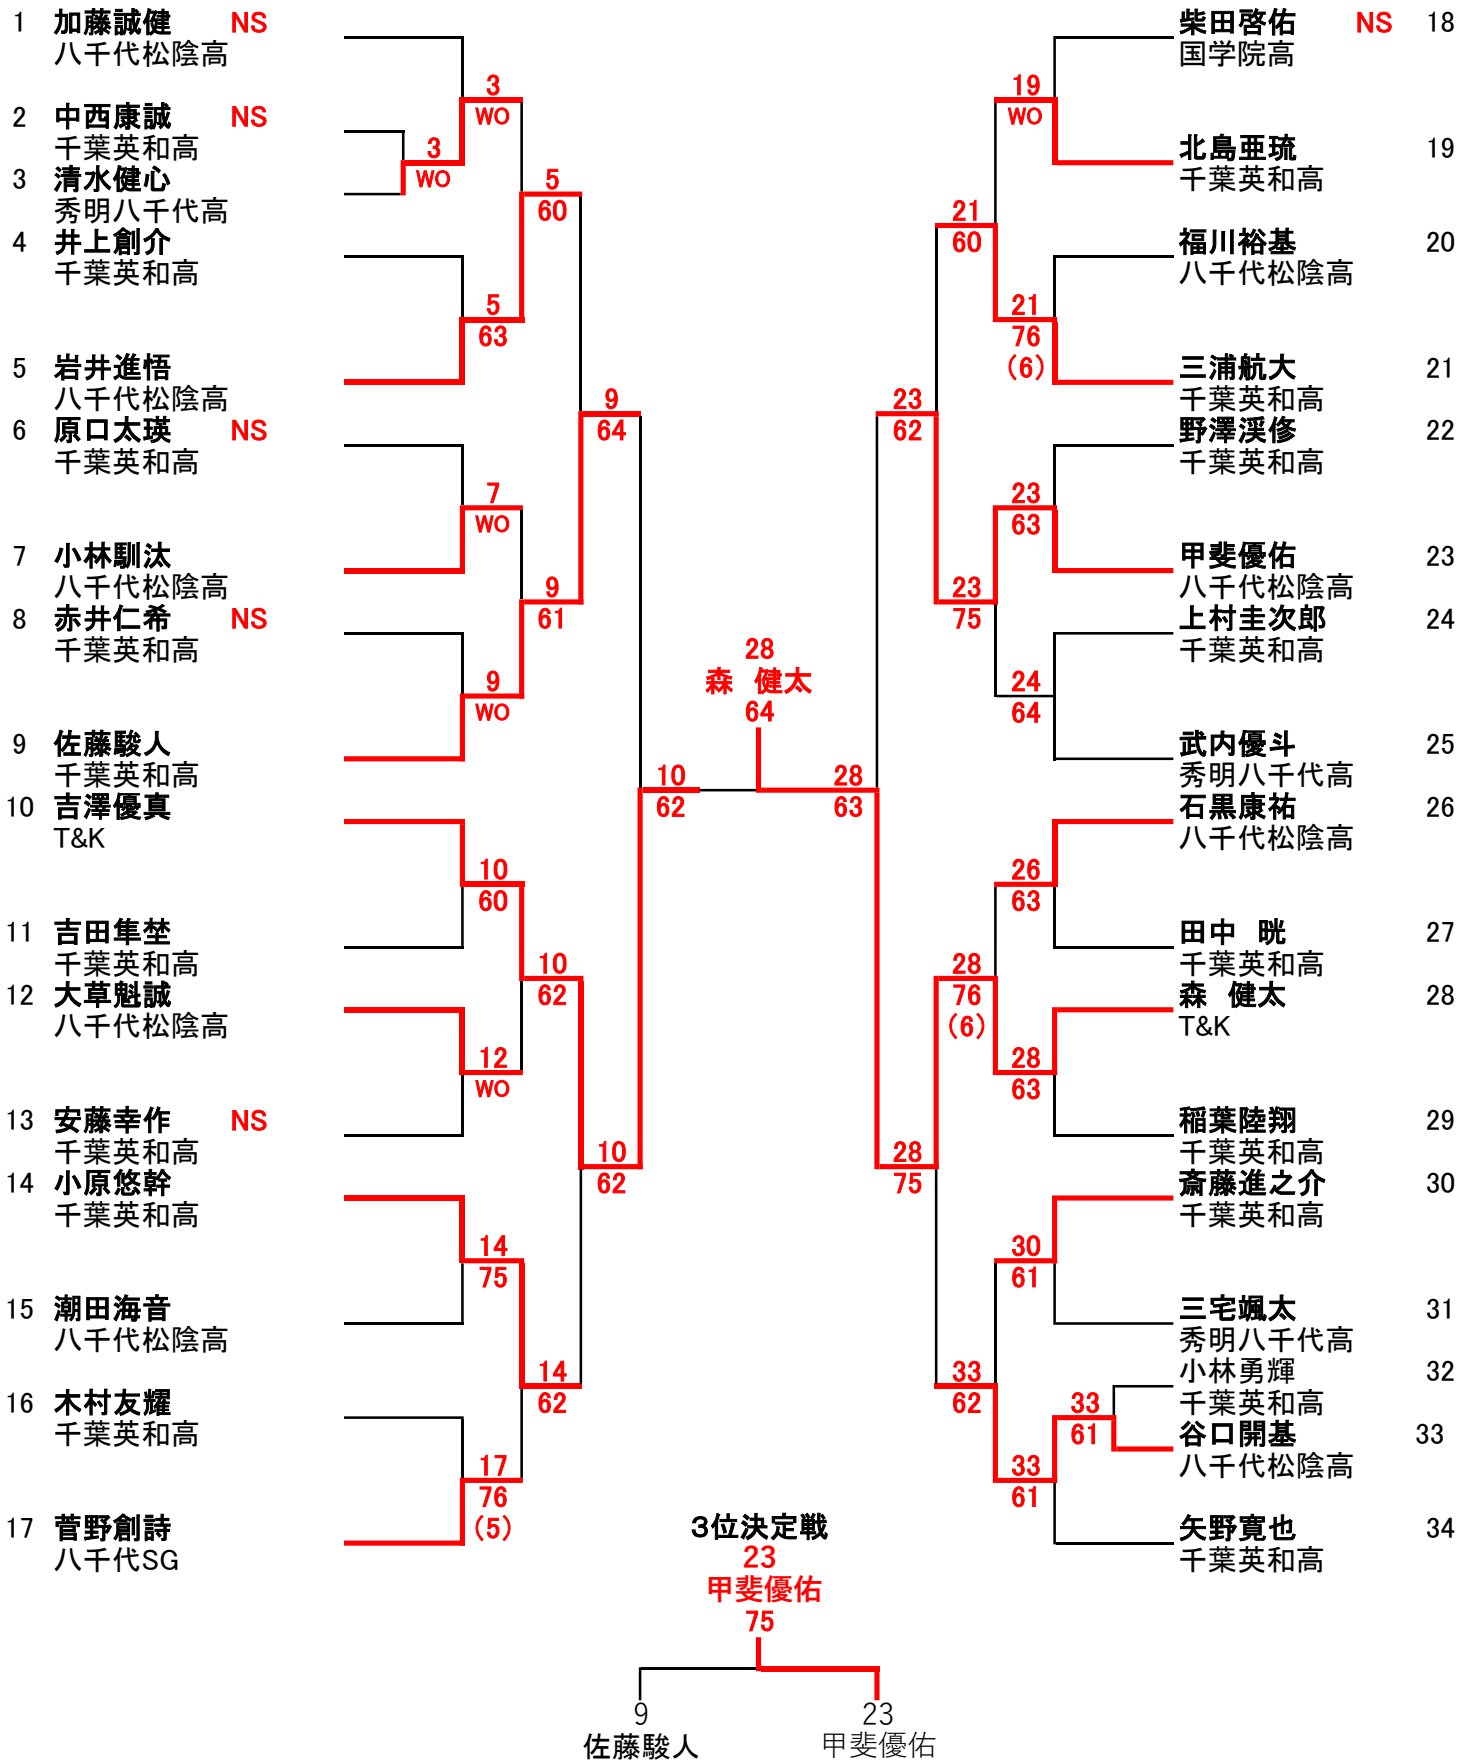 1 加藤誠健 NS
八千代松陰高
2 中西康誠 NS
千葉英和高
3 清水健心
秀明八千代高
4 井上創介
千葉英和高
5 岩井進悟
八千代松陰高
6 原口太瑛 NS
千葉英和高
7 小林馴汰
八千代松陰高
8 赤井仁希 NS
千葉英和高
9 佐藤駿人
千葉英和高
10 吉澤優真
T&K
11 吉田隼埜
千葉英和高
12 大草魁誠
八千代松陰高
13 安藤幸作 NS
千葉英和高
14 小原悠幹
千葉英和高
15 潮田海音
八千代松陰高
16 木村友耀
千葉英和高
17 菅野創詩
八千代SG
3
WO
3
WO
5
63
7
WO
9
WO
10
60
12
WO
14
75
17
76
(5)
5
60
9
61
10
62
14
62
9
64
10
62
10
62
28
森 健太
64
28
63
23
62
28
75
21
60
23
75
28
76
(6)
33
62
19
WO
21
76
(6)
23
63
24
64
26
63
28
63
30
61
33
61
33
61
柴田啓佑 NS 18
国学院高
北島亜琉 19
千葉英和高
福川裕基 20
八千代松陰高
三浦航大 21
千葉英和高
野澤渓修 22
千葉英和高
甲斐優佑 23
八千代松陰高
上村圭次郎 24
千葉英和高
武内優斗 25
秀明八千代高
石黒康祐 26
八千代松陰高
田中 晄 27
千葉英和高
森 健太 28
T&K
稲葉陸翔 29
千葉英和高
斎藤進之介 30
千葉英和高
三宅颯太 31
秀明八千代高
小林勇輝 32
千葉英和高
谷口開基 33
八千代松陰高
矢野寛也 34
千葉英和高
3位決定戦
23
甲斐優佑
75
9
佐藤駿人
23
甲斐優佑